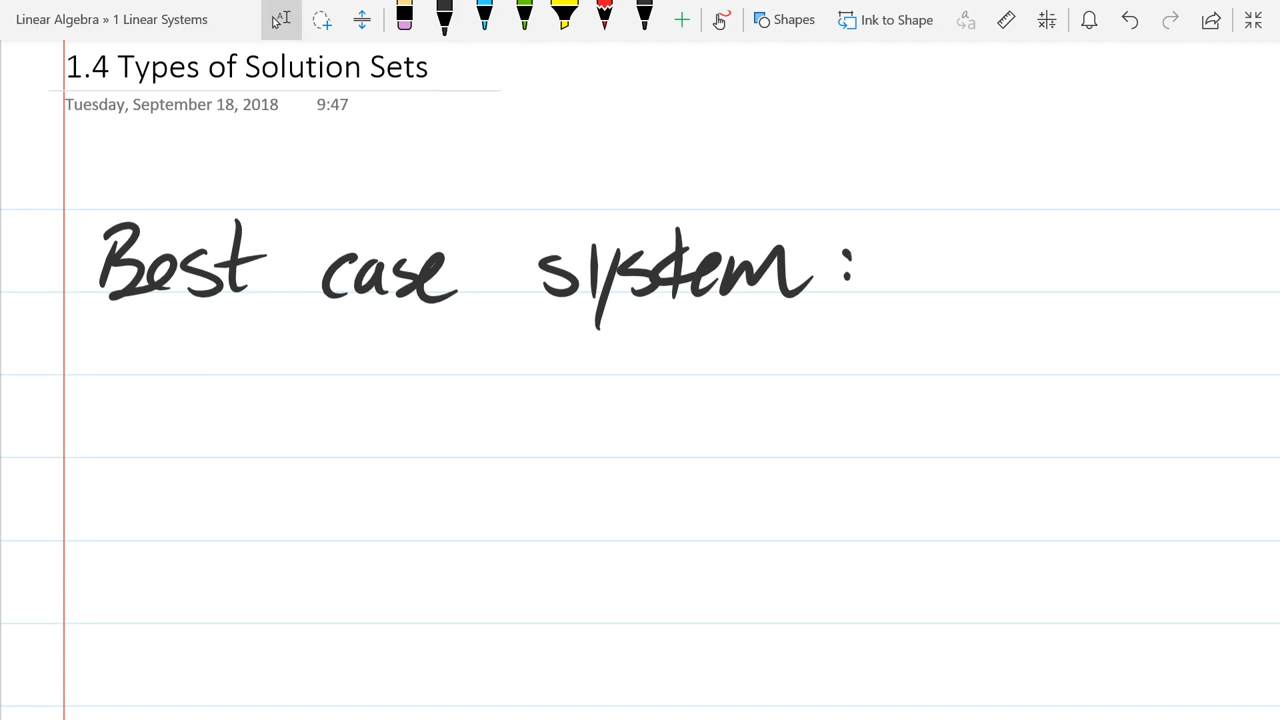 Linear Algebra » 1 Linear Systems Shapes Ink to Shape
1.4 Types of Solution Sets
Tuesday, September 18, 2018 9:47
Best case system: